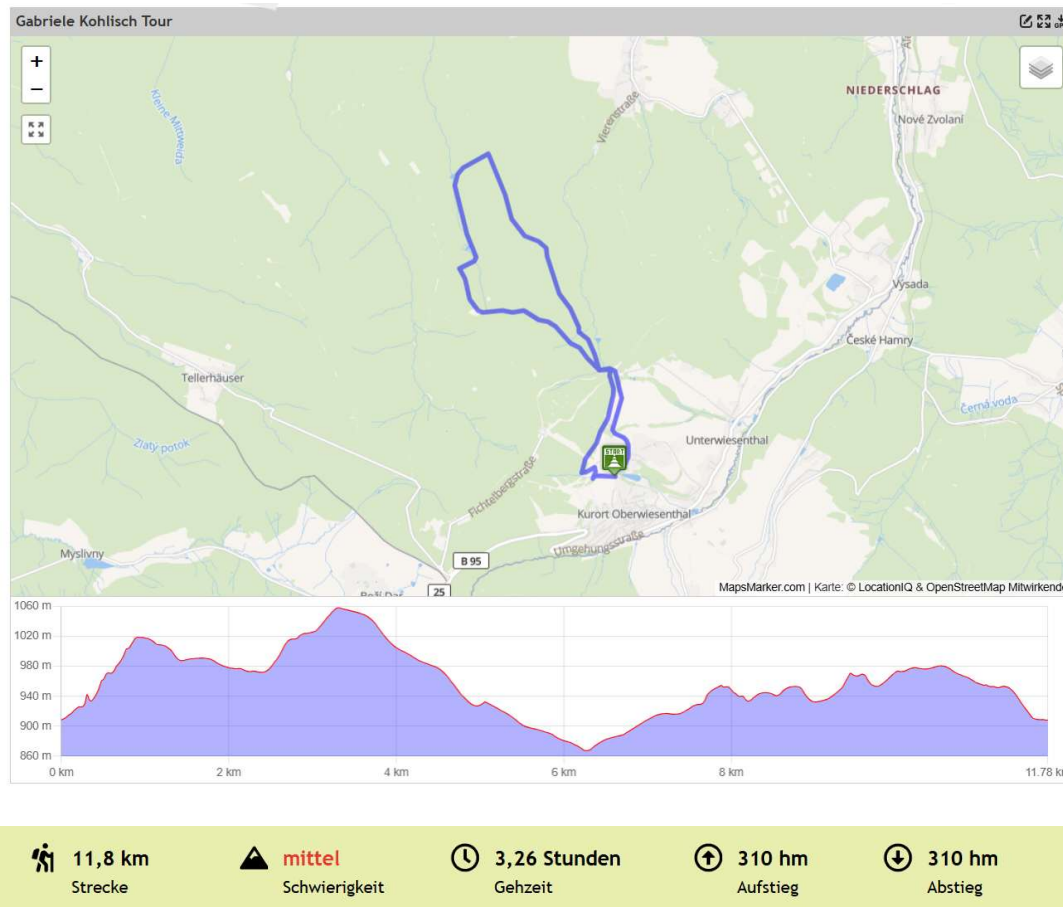 Gabriele Kohlisch Tour
+
−
NIEDERSCHLAG
Nové Zvolaní
Kleine Mittweida
Vierenstraße
Vysada
České Hamry
Tellerhäuser
Černá voda
Zlatý potok
Unterwiesenthal
START
Fichtelbergstraße
Kurort Oberwiesenthal
Umgehungsstraße
Myslivny
B 95
25
MapsMarker.com | Karte: © LocationIQ & OpenStreetMap Mitwirkende
1060 m
1020 m
980 m
940 m
900 m
860 m
0 km
2 km
4 km
6 km
8 km
11.78 km
11,8 km
mittel
3,26 Stunden
310 hm
310 hm
Strecke
Schwierigkeit
Gehzeit
Aufstieg
Abstieg